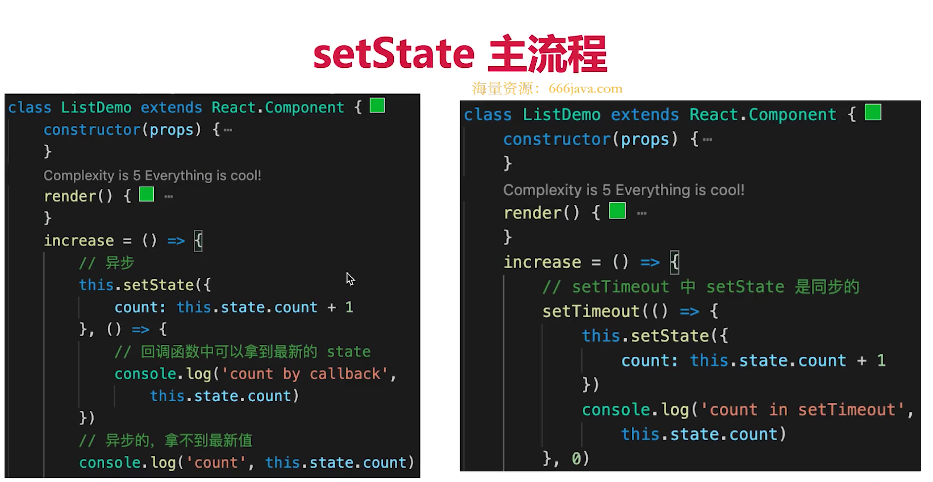 setState 主流程
海量资源：666java.com
class ListDemo extends React.Component {
constructor(props) {…
}
Complexity is 5 Everything is cool!
render() { …
}
increase = () => {
// 异步
this.setState({
count: this.state.count + 1
}, () => {
// 回调函数中可以拿到最新的 state
console.log('count by callback',
this.state.count)
})
// 异步的，拿不到最新值
console.log('count', this.state.count)
class ListDemo extends React.Component {
constructor(props) {…
}
Complexity is 5 Everything is cool!
render() { …
}
increase = () => {
// setTimeout 中 setState 是同步的
setTimeout(() => {
this.setState({
count: this.state.count + 1
})
console.log('count in setTimeout',
this.state.count)
}, 0)